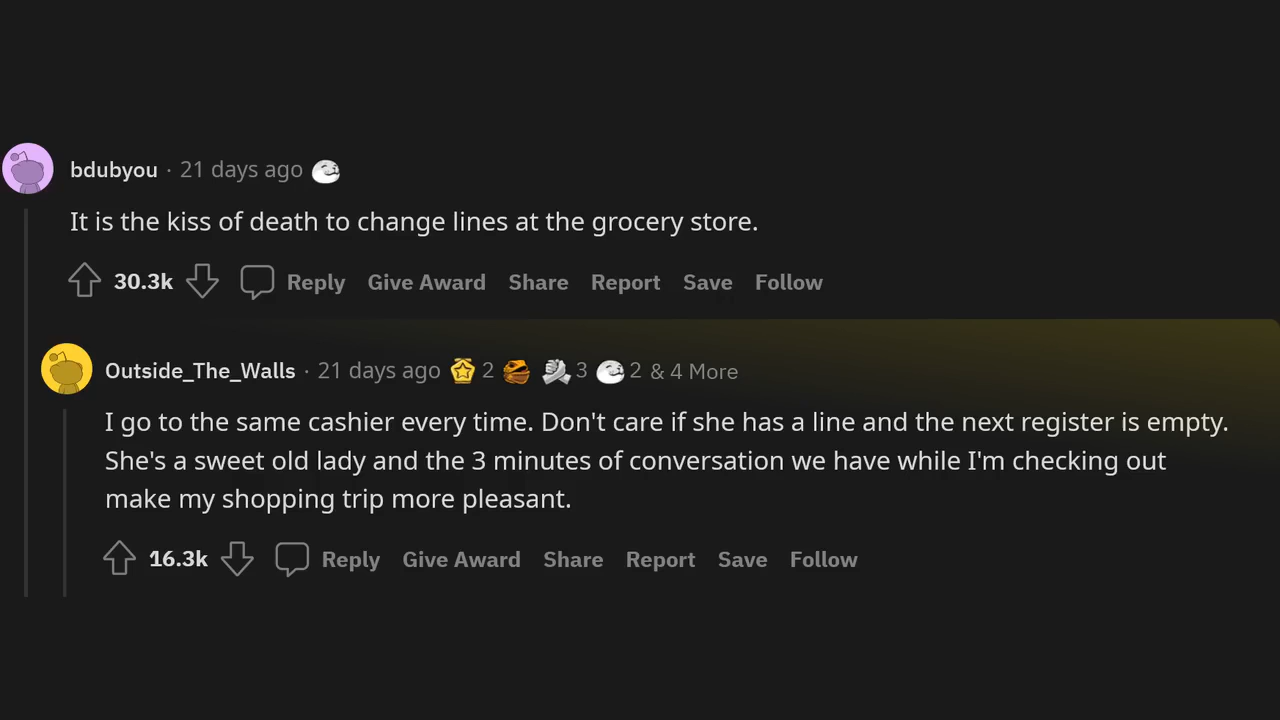 bdubyou · 21 days ago
It is the kiss of death to change lines at the grocery store.
30.3k Reply Give Award Share Report Save Follow
Outside_The_Walls · 21 days ago 2 3 2 & 4 More
I go to the same cashier every time. Don't care if she has a line and the next register is empty.
She's a sweet old lady and the 3 minutes of conversation we have while I'm checking out
make my shopping trip more pleasant.
16.3k Reply Give Award Share Report Save Follow